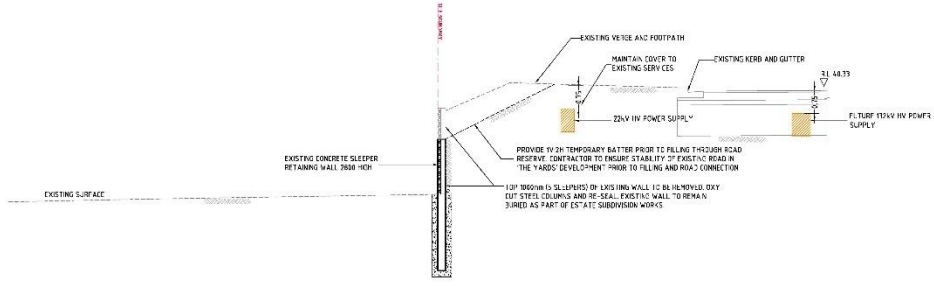 EXISTING VERGE AND FOOTPATH
MAINTAIN COVER TO
EXISTING SERVICES
EXISTING KERB AND GUTTER
R.L. 40.33
0.75
22kV HV POWER SUPPLY
HV POWER
SUPPLY
PROVIDE 1V:2H TEMPORARY BATTER PRIOR TO FILLING THROUGH ROAD
RESERVE. CONTRACTOR TO ENSURE STABILITY OF EXISTING ROAD IN
'THE YARDS' DEVELOPMENT PRIOR TO FILLING AND ROAD CONNECTION
EXISTING CONCRETE SLEEPER
RETAINING WALL 2600 HIGH
TOP 1000mm (5 SLEEPERS) OF EXISTING WALL TO BE REMOVED. OXY
CUT STEEL COLUMNS AND RE-SEAL. EXISTING WALL TO REMAIN
BURIED AS PART OF ESTATE SUBDIVISION WORKS
EXISTING SURFACE